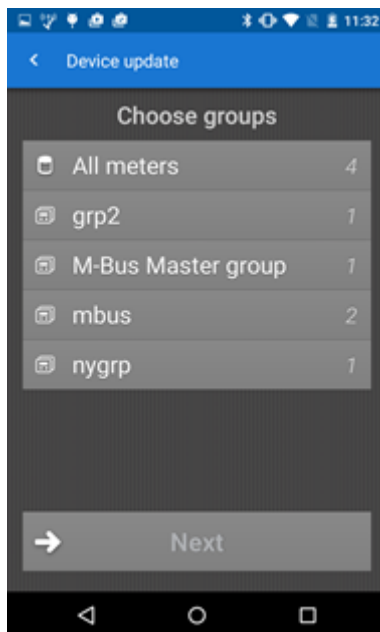 11:32
Device update
Choose groups
All meters 4
grp2 1
M-Bus Master group 1
mbus 2
nygrp 1
Next